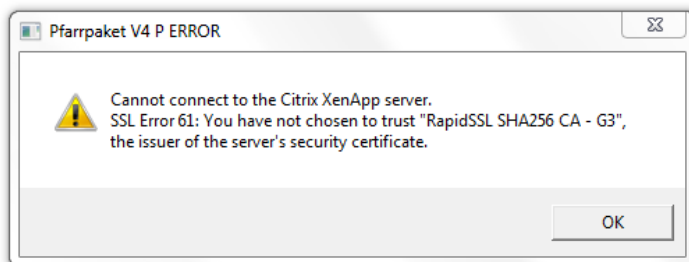 Pfarrpaket V4 P ERROR
Cannot connect to the Citrix XenApp server.
SSL Error 61: You have not chosen to trust "RapidSSL SHA256 CA - G3",
the issuer of the server's security certificate.
OK